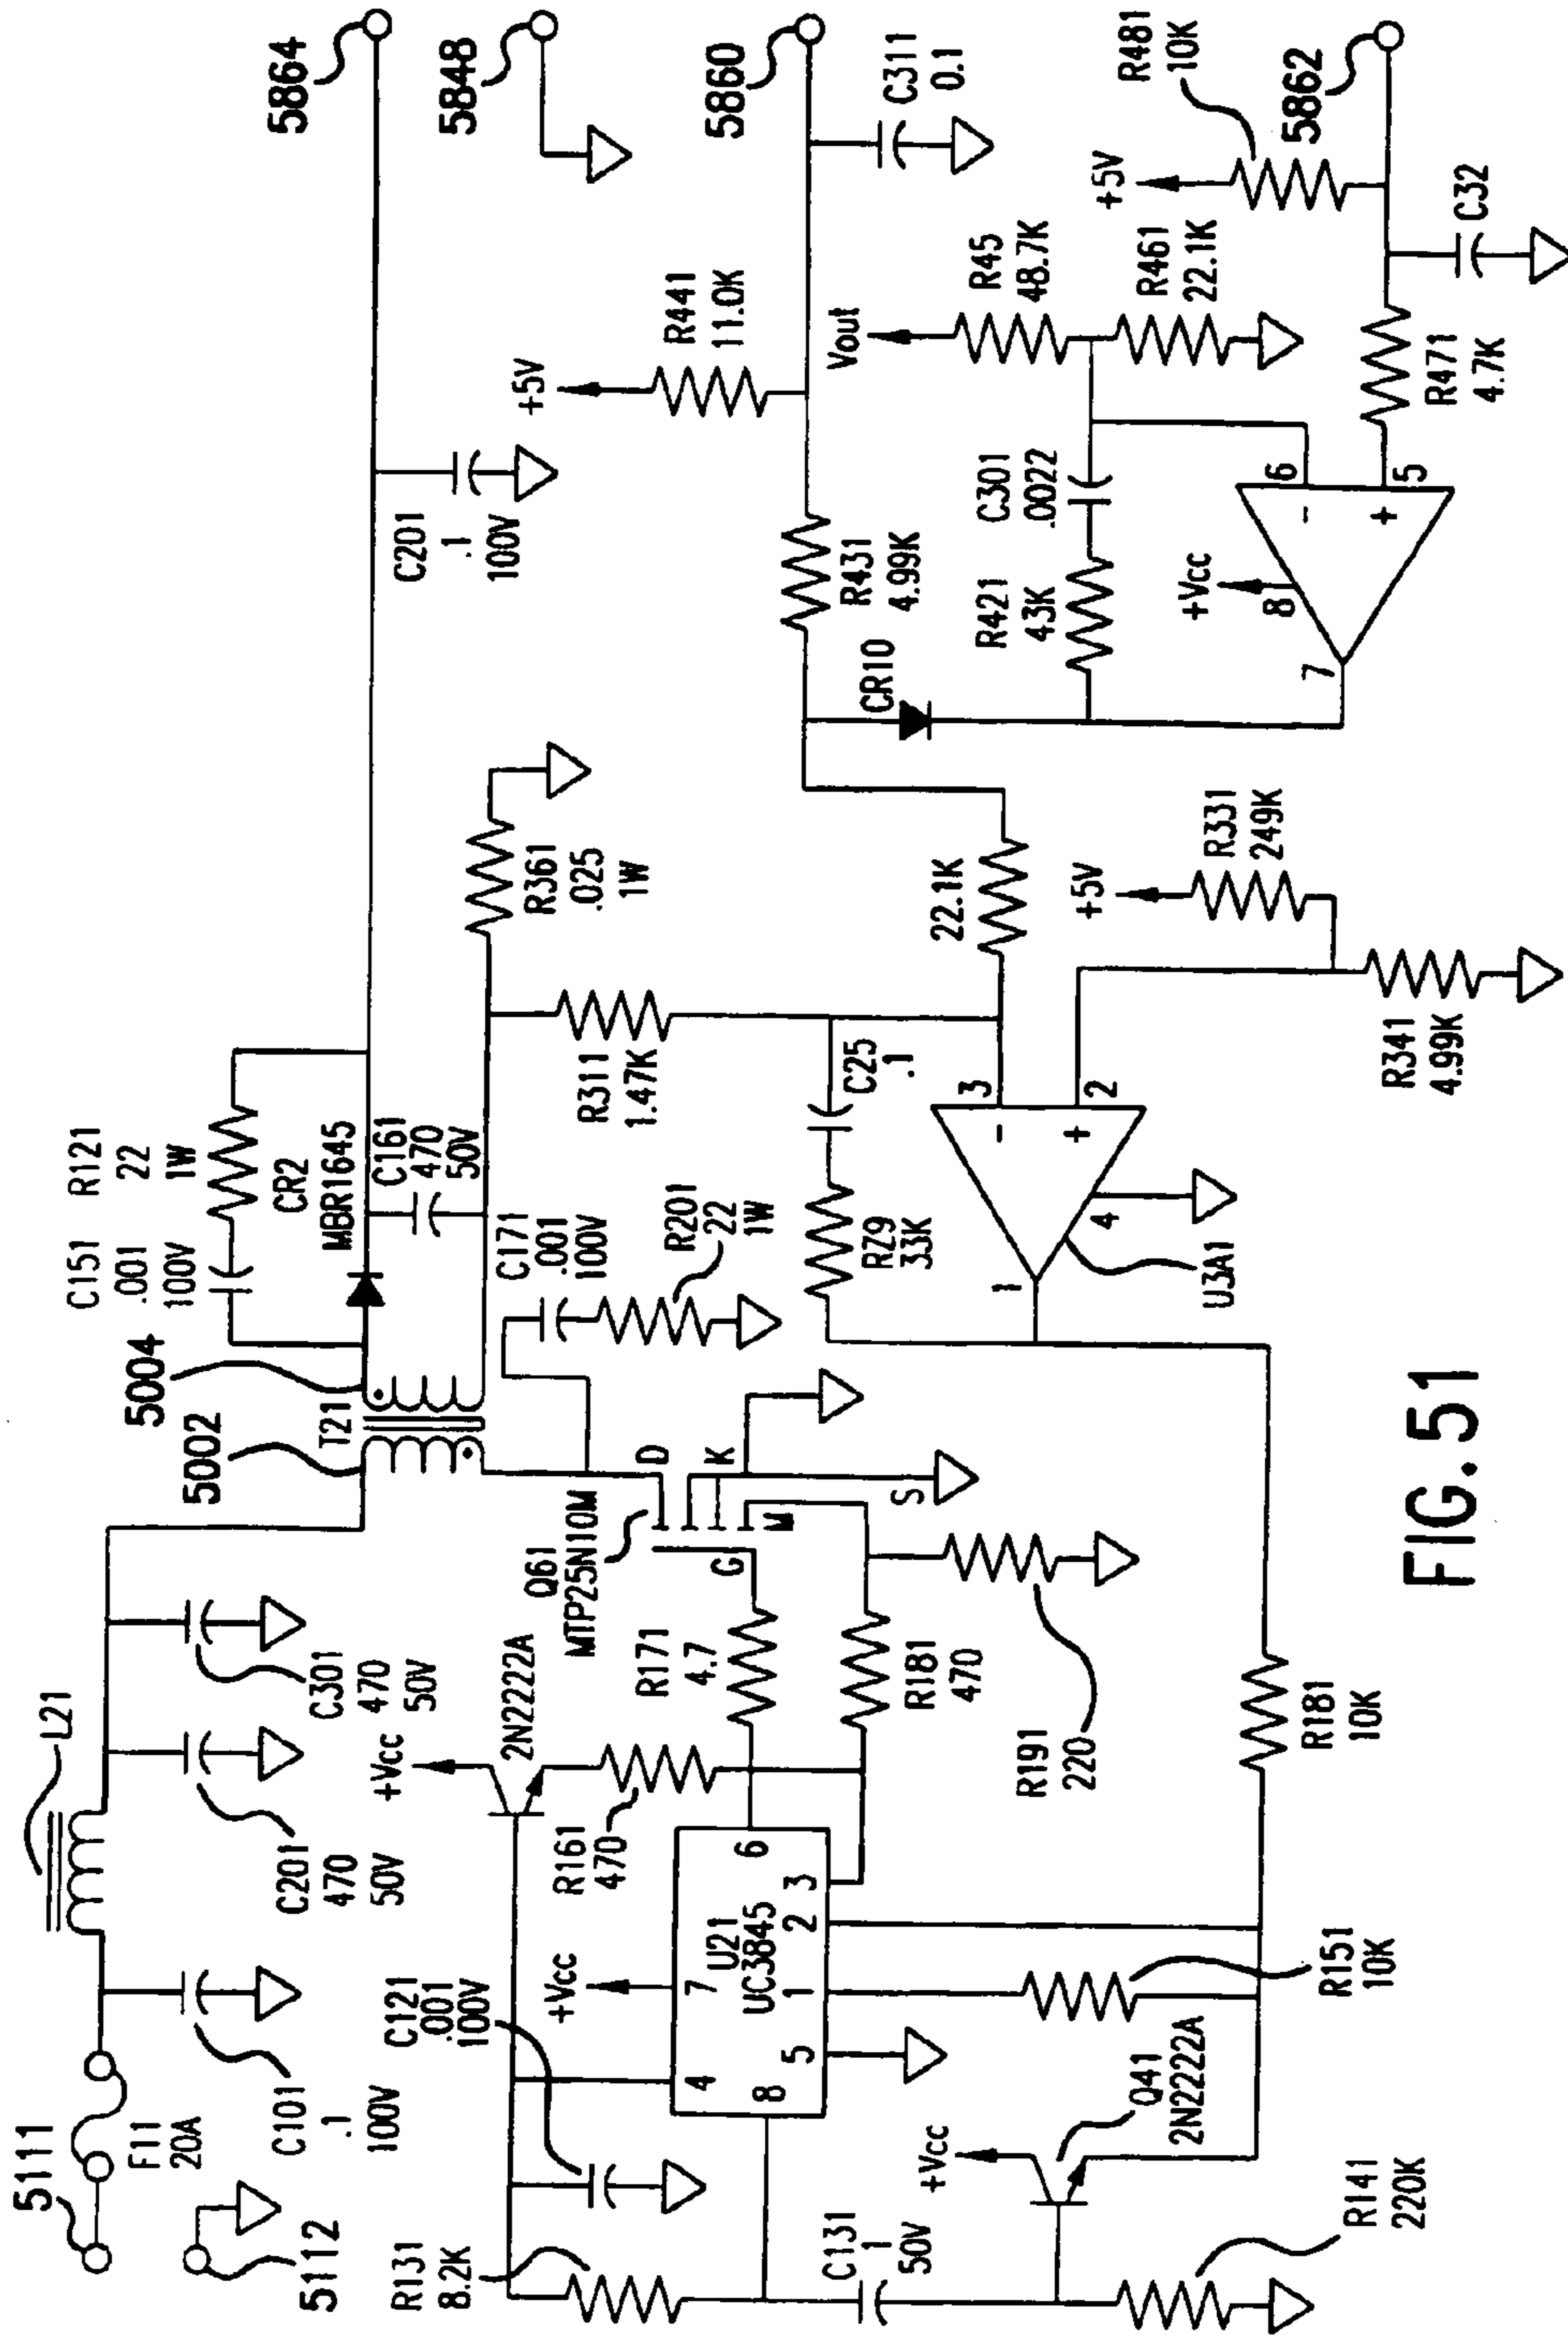 5111
F11
20A
5112
C101
.1
100V
L21
C201
470
50V
C301
470
50V
5002
5004
T21
C151
.001
100V
R121
22
1W
CR2
MBR1645
C161
470
50V
C201
.1
100V
5864
5848
R361
.025
1W
R311
1.47K
C171
.001
100V
R201
22
1W
Q61
MTP25N10M
D
K
S
G
M
+Vcc
2N2222A
R161
470
R171
4.7
R181
470
R191
220
R131
8.2K
C121
.001
100V
+Vcc
U21
UC3845
4
7
6
8
5
1
2
3
C131
1
50V
+Vcc
Q41
2N2222A
R141
220K
R151
10K
R181
10K
RZ9
33K
C25
.1
1
3
-
2
+
4
U3A1
22.1K
+5V
R331
249K
R341
4.99K
+5V
R441
11.0K
R431
4.99K
CR10
5860
C311
0.1
R421
43K
C301
.0022
Vout
R45
48.7K
R461
22.1K
+Vcc
8
7
6
-
5
+
R471
4.7K
+5V
R481
10K
5862
C32
FIG. 51